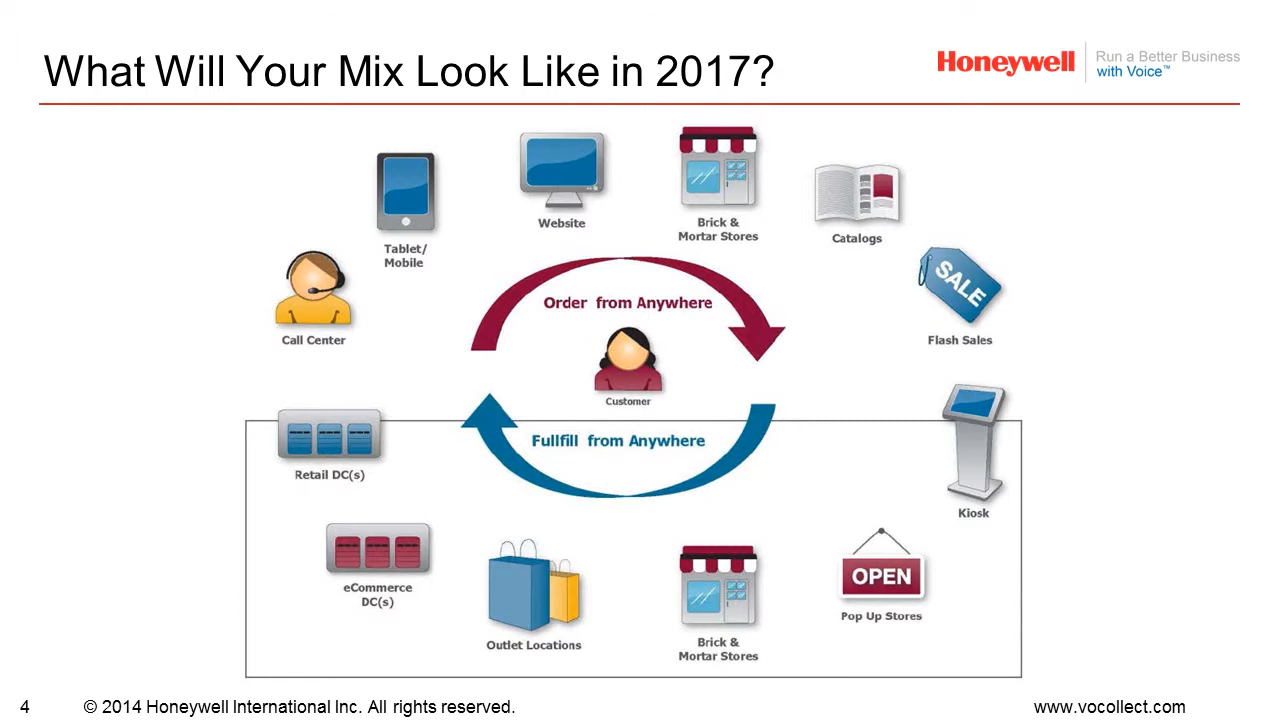 What Will Your Mix Look Like in 2017?
Honeywell
Run a Better Business
with Voice™
Website
Brick &
Mortar Stores
Catalogs
Tablet/
Mobile
SALE
Order from Anywhere
Call Center
Flash Sales
Customer
Fullfill from Anywhere
Retail DC(s)
Kiosk
OPEN
eCommerce
DC(s)
Pop Up Stores
Outlet Locations
Brick &
Mortar Stores
4
© 2014 Honeywell International Inc. All rights reserved.
www.vocollect.com